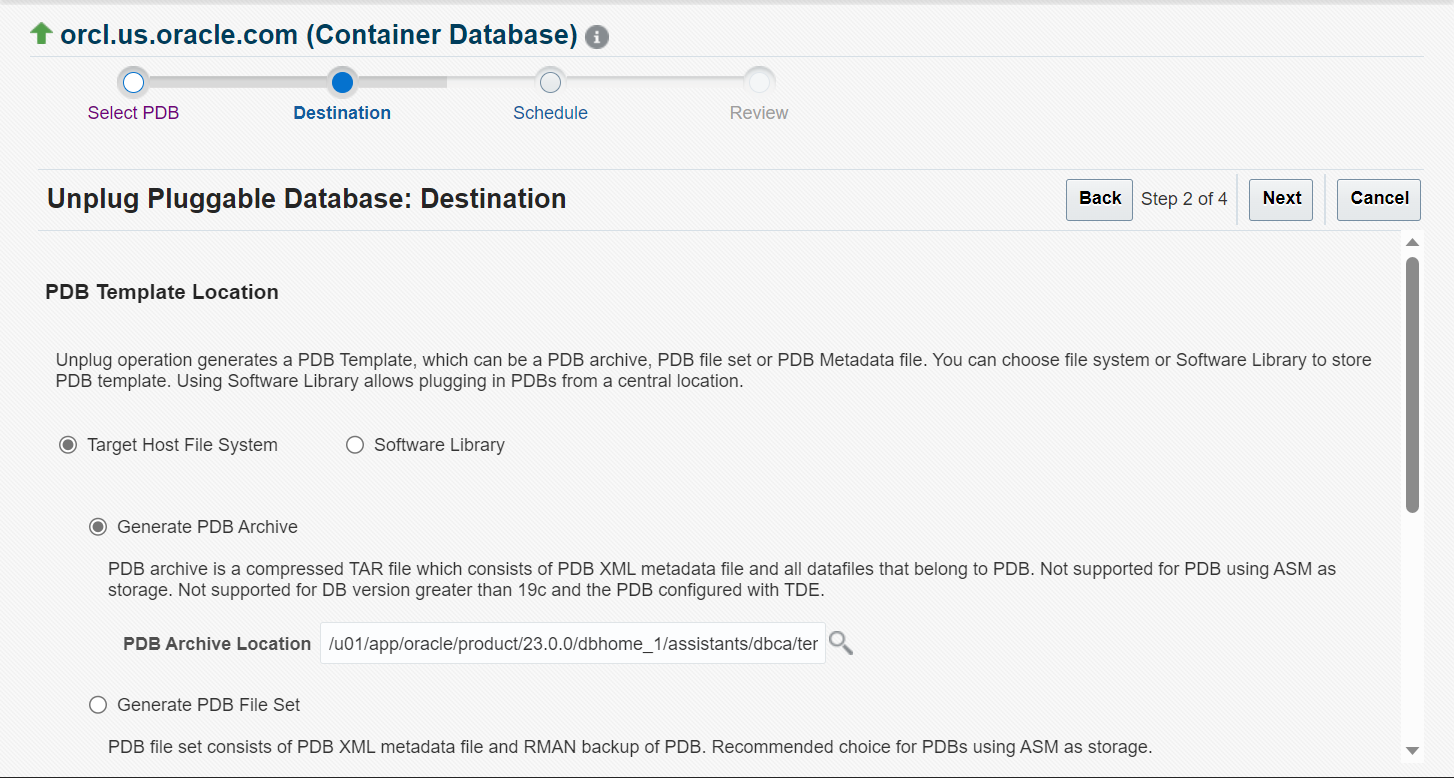 orcl.us.oracle.com (Container Database) i
Select PDB
Destination
Schedule
Review
Unplug Pluggable Database: Destination
Back
Step 2 of 4
Next
Cancel
PDB Template Location
Unplug operation generates a PDB Template, which can be a PDB archive, PDB file set or PDB Metadata file. You can choose file system or Software Library to store
PDB template. Using Software Library allows plugging in PDBs from a central location.
Target Host File System
Software Library
Generate PDB Archive
PDB archive is a compressed TAR file which consists of PDB XML metadata file and all datafiles that belong to PDB. Not supported for PDB using ASM as
storage. Not supported for DB version greater than 19c and the PDB configured with TDE.
PDB Archive Location /u01/app/oracle/product/23.0.0/dbhome_1/assistants/dbca/ter
Generate PDB File Set
PDB file set consists of PDB XML metadata file and RMAN backup of PDB. Recommended choice for PDBs using ASM as storage.